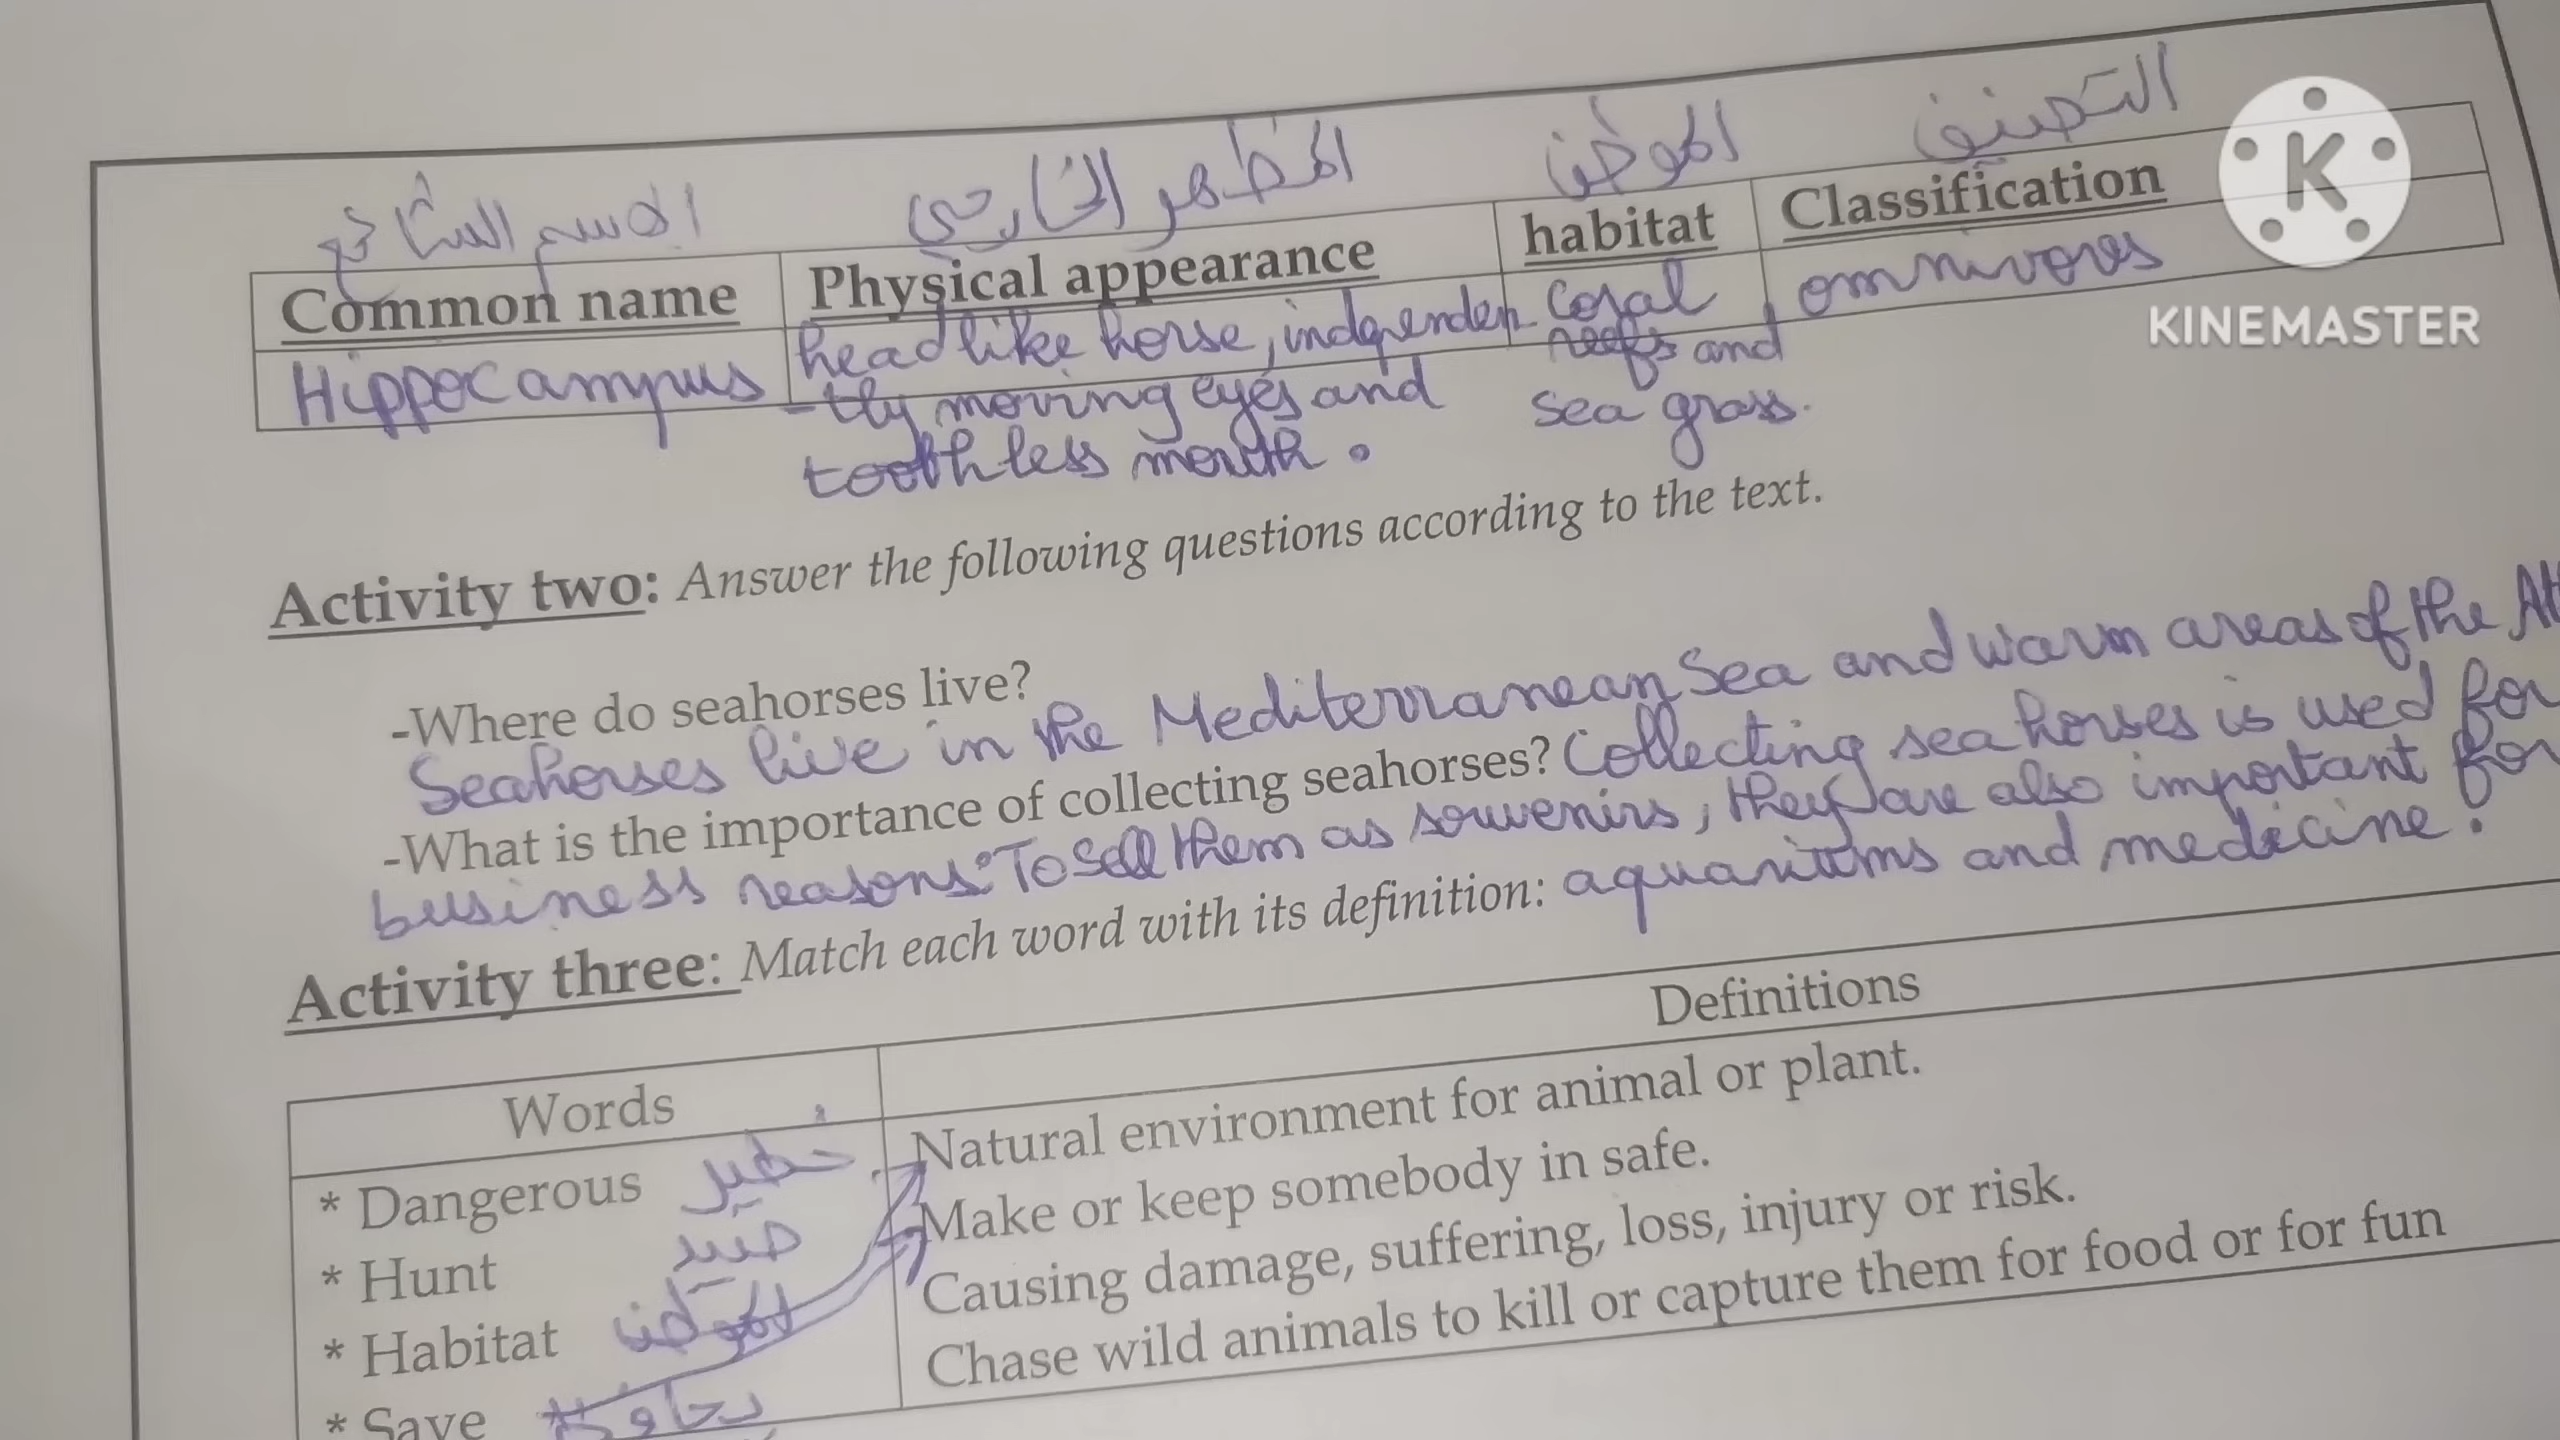 الاسم الشائع المظهر الخارجي الموطن التصنيف
Common name Physical appearance habitat Classification
Hippocampus head like horse, independen coral omnivores
-tly moving eyes and reefs and
toothless mouth. sea grass.
KINEMASTER
Activity two: Answer the following questions according to the text.
-Where do seahorses live?
Seahorses live in the Mediterranean Sea and warm areas of the At
-What is the importance of collecting seahorses? Collecting sea horses is used for
business reasons: To sell them as souvenirs, they are also important for
Activity three: Match each word with its definition: aquariums and medicine.
Words Definitions
* Dangerous خطير Natural environment for animal or plant.
* Hunt صيد Make or keep somebody in safe.
* Habitat الموطن Causing damage, suffering, loss, injury or risk.
* Save Chase wild animals to kill or capture them for food or for fun